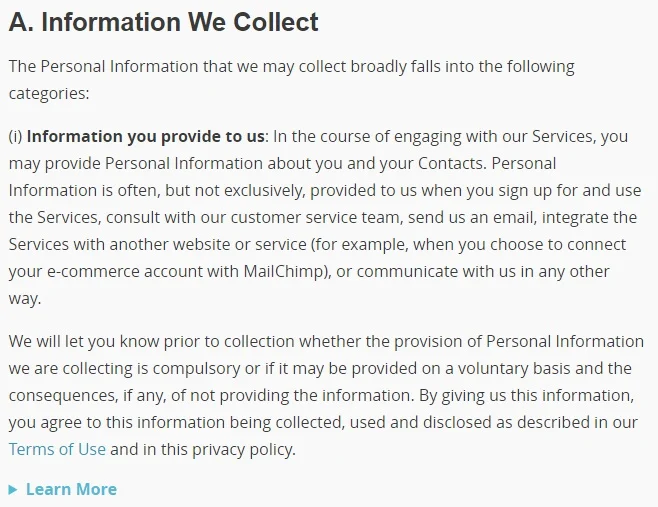 A. Information We Collect
The Personal Information that we may collect broadly falls into the following
categories:
(i) Information you provide to us: In the course of engaging with our Services, you
may provide Personal Information about you and your Contacts. Personal
Information is often, but not exclusively, provided to us when you sign up for and use
the Services, consult with our customer service team, send us an email, integrate the
Services with another website or service (for example, when you choose to connect
your e-commerce account with MailChimp), or communicate with us in any other
way.
We will let you know prior to collection whether the provision of Personal Information
we are collecting is compulsory or if it may be provided on a voluntary basis and the
consequences, if any, of not providing the information. By giving us this information,
you agree to this information being collected, used and disclosed as described in our
Terms of Use and in this privacy policy.
Learn More